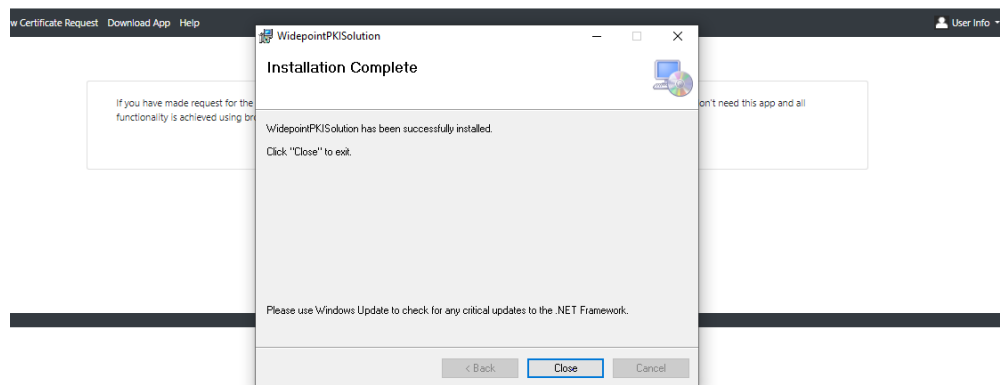 w Certificate Request Download App Help User Info
WidepointPKISolution
Installation Complete
If you have made request for the
on't need this app and all
functionality is achieved using br
WidepointPKISolution has been successfully installed.
Click "Close" to exit.
Please use Windows Update to check for any critical updates to the .NET Framework.
< Back Close Cancel